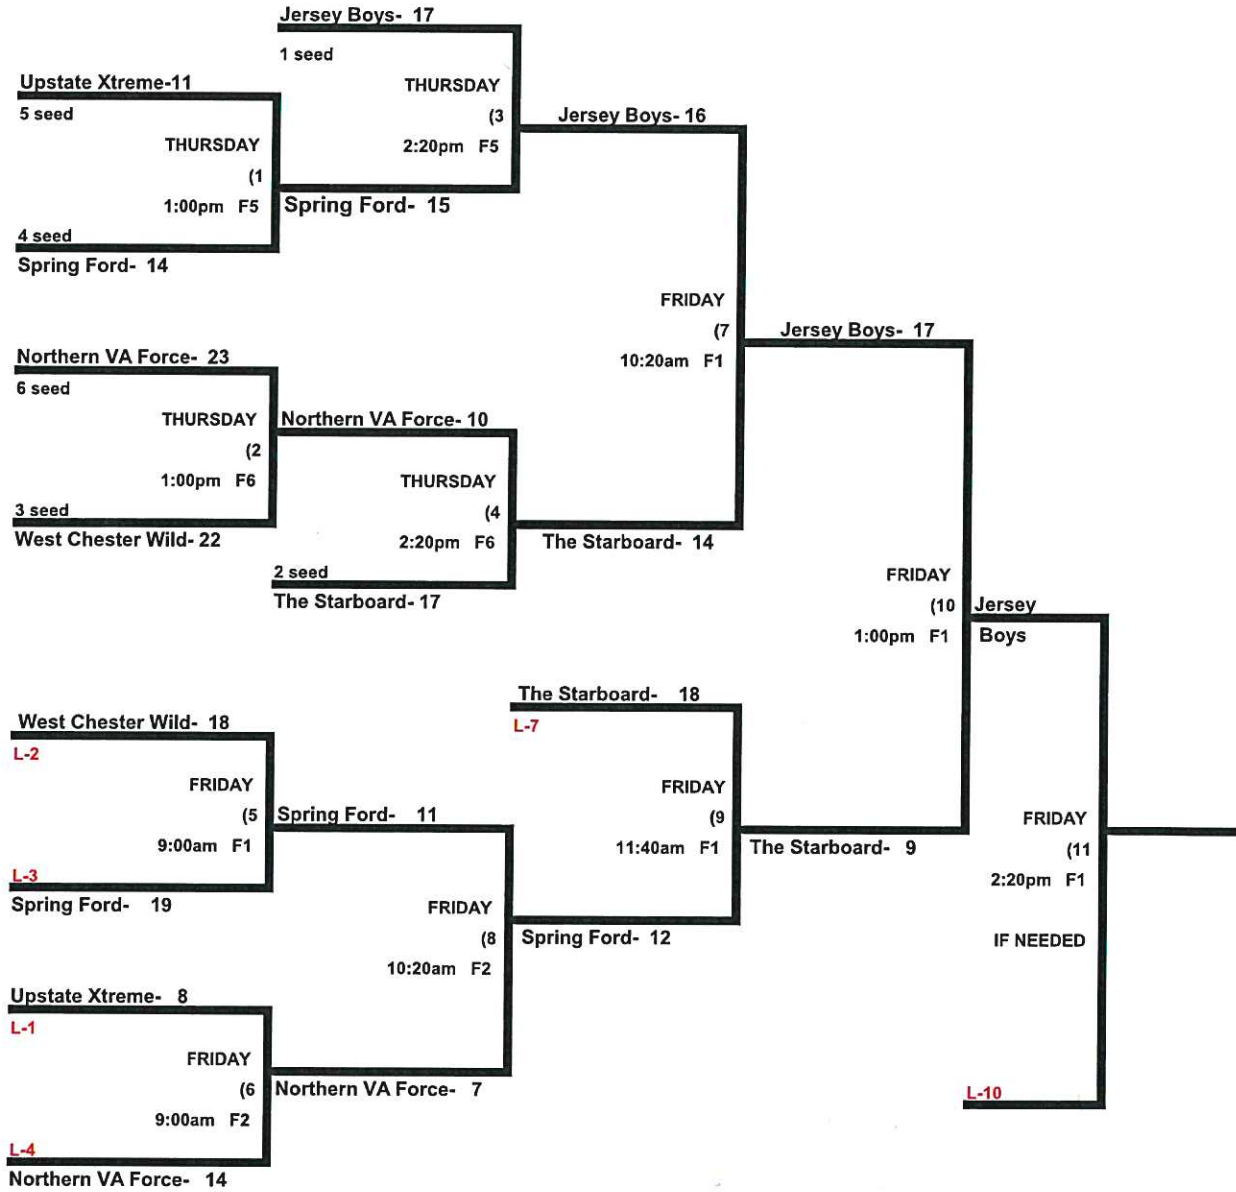 Jersey Boys- 17
1 seed
THURSDAY
(3
2:20pm F5
Upstate Xtreme-11
5 seed
THURSDAY
(1
1:00pm F5
4 seed
Spring Ford- 14
Spring Ford- 15
Jersey Boys- 16
FRIDAY
(7
10:20am F1
Northern VA Force- 23
6 seed
THURSDAY
(2
1:00pm F6
3 seed
West Chester Wild- 22
Northern VA Force- 10
THURSDAY
(4
2:20pm F6
2 seed
The Starboard- 17
The Starboard- 14
Jersey Boys- 17
FRIDAY
(10
1:00pm F1
Jersey
Boys
The Starboard- 18
L-7
FRIDAY
(9
11:40am F1
The Starboard- 9
West Chester Wild- 18
L-2
FRIDAY
(5
9:00am F1
L-3
Spring Ford- 19
Spring Ford- 11
FRIDAY
(8
10:20am F2
Spring Ford- 12
Upstate Xtreme- 8
L-1
FRIDAY
(6
9:00am F2
L-4
Northern VA Force- 14
Northern VA Force- 7
FRIDAY
(11
2:20pm F1
IF NEEDED
L-10